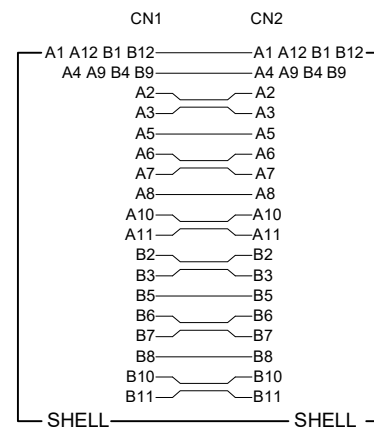 CN1 CN2
A1 A12 B1 B12 A1 A12 B1 B12
A4 A9 B4 B9 A4 A9 B4 B9
A2 A2
A3 A3
A5 A5
A6 A6
A7 A7
A8 A8
A10 A10
A11 A11
B2 B2
B3 B3
B5 B5
B6 B6
B7 B7
B8 B8
B10 B10
B11 B11
SHELL SHELL